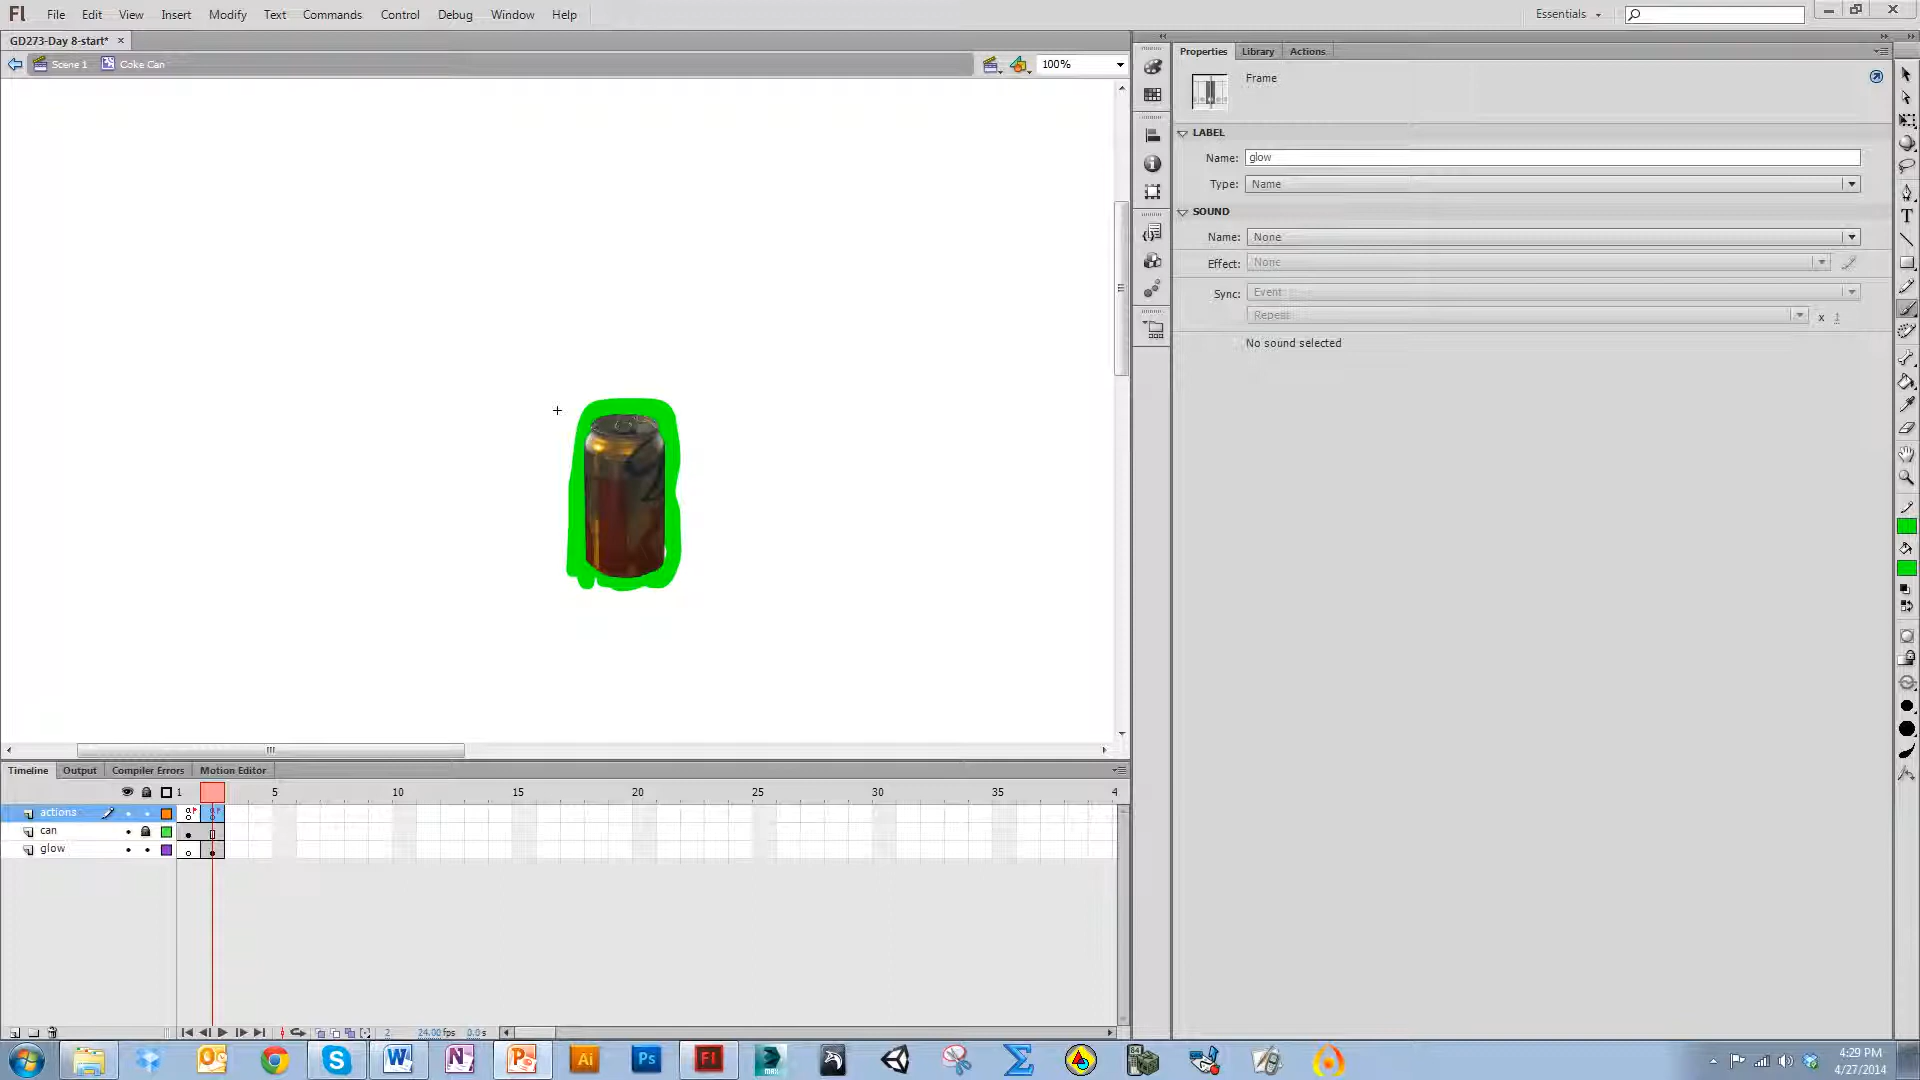 Fl File Edit View Insert Modify Text Commands Control Debug Window Help Essentials
GD273-Day 8-start* ×
Scene 1 Coke Can 100%
Properties Library Actions
Frame
LABEL
Name: glow
Type: Name
SOUND
Name: None
Effect: None
Sync: Event
Repeat x 1
No sound selected
Timeline Output Compiler Errors Motion Editor
1 5 10 15 20 25 30 35 4
actions
can
glow
2 24.00 fps 0.0 s
4:29 PM
4/27/2014